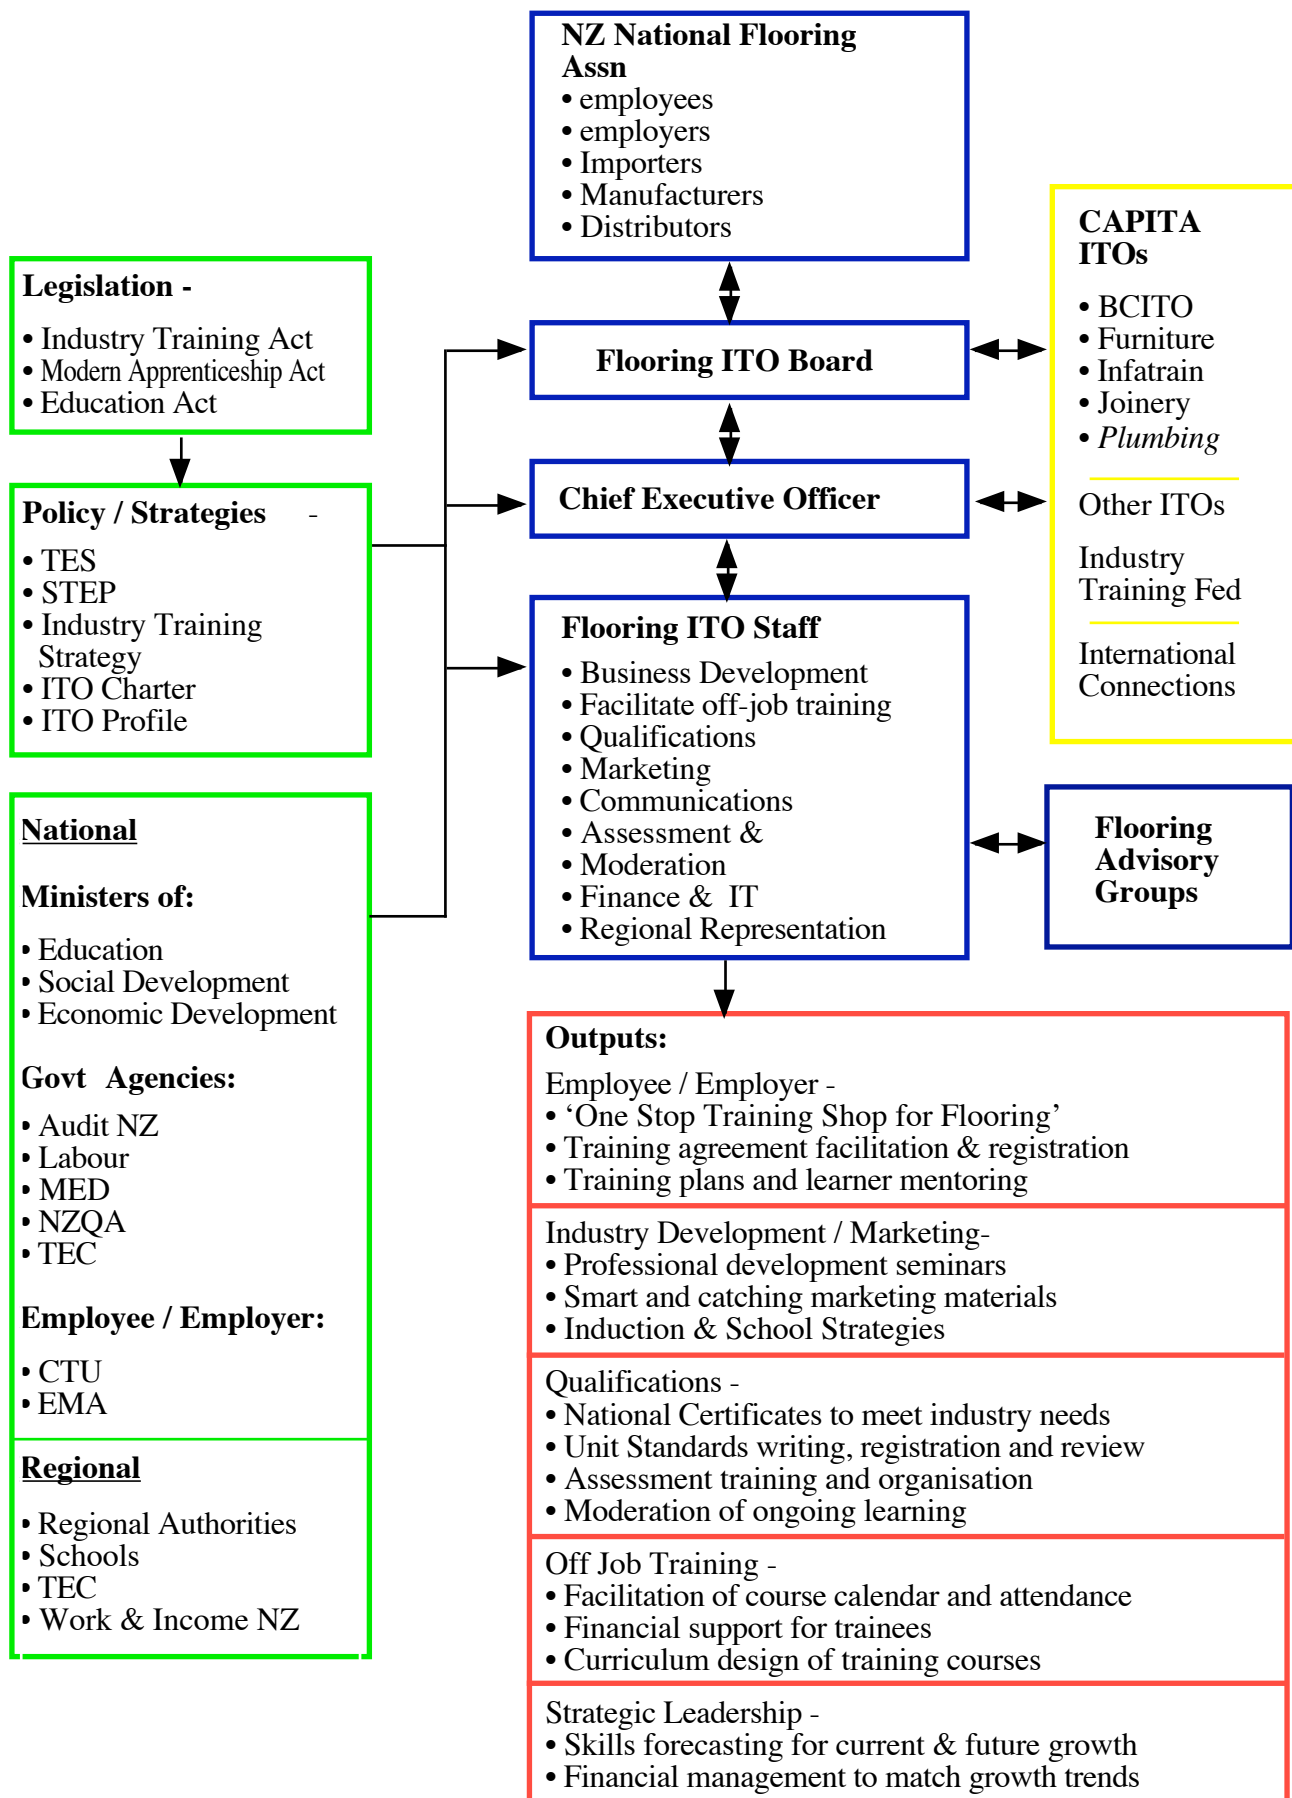 NZ National Flooring
Assn
• employees
• employers
• Importers
• Manufacturers
• Distributors
Legislation -
• Industry Training Act
• Modern Apprenticeship Act
• Education Act
Policy / Strategies -
• TES
• STEP
• Industry Training
Strategy
• ITO Charter
• ITO Profile
National
Ministers of:
• Education
• Social Development
• Economic Development
Govt Agencies:
• Audit NZ
• Labour
• MED
• NZQA
• TEC
Employee / Employer:
• CTU
• EMA
Regional
• Regional Authorities
• Schools
• TEC
• Work & Income NZ
Flooring ITO Board
Chief Executive Officer
Flooring ITO Staff
• Business Development
• Facilitate off-job training
• Qualifications
• Marketing
• Communications
• Assessment &
• Moderation
• Finance & IT
• Regional Representation
CAPITA
ITOs
• BCITO
• Furniture
• Infatrain
• Joinery
• Plumbing
Other ITOs
Industry
Training Fed
International
Connections
Flooring
Advisory
Groups
Outputs:
Employee / Employer -
• ‘One Stop Training Shop for Flooring’
• Training agreement facilitation & registration
• Training plans and learner mentoring
Industry Development / Marketing-
• Professional development seminars
• Smart and catching marketing materials
• Induction & School Strategies
Qualifications -
• National Certificates to meet industry needs
• Unit Standards writing, registration and review
• Assessment training and organisation
• Moderation of ongoing learning
Off Job Training -
• Facilitation of course calendar and attendance
• Financial support for trainees
• Curriculum design of training courses
Strategic Leadership -
• Skills forecasting for current & future growth
• Financial management to match growth trends